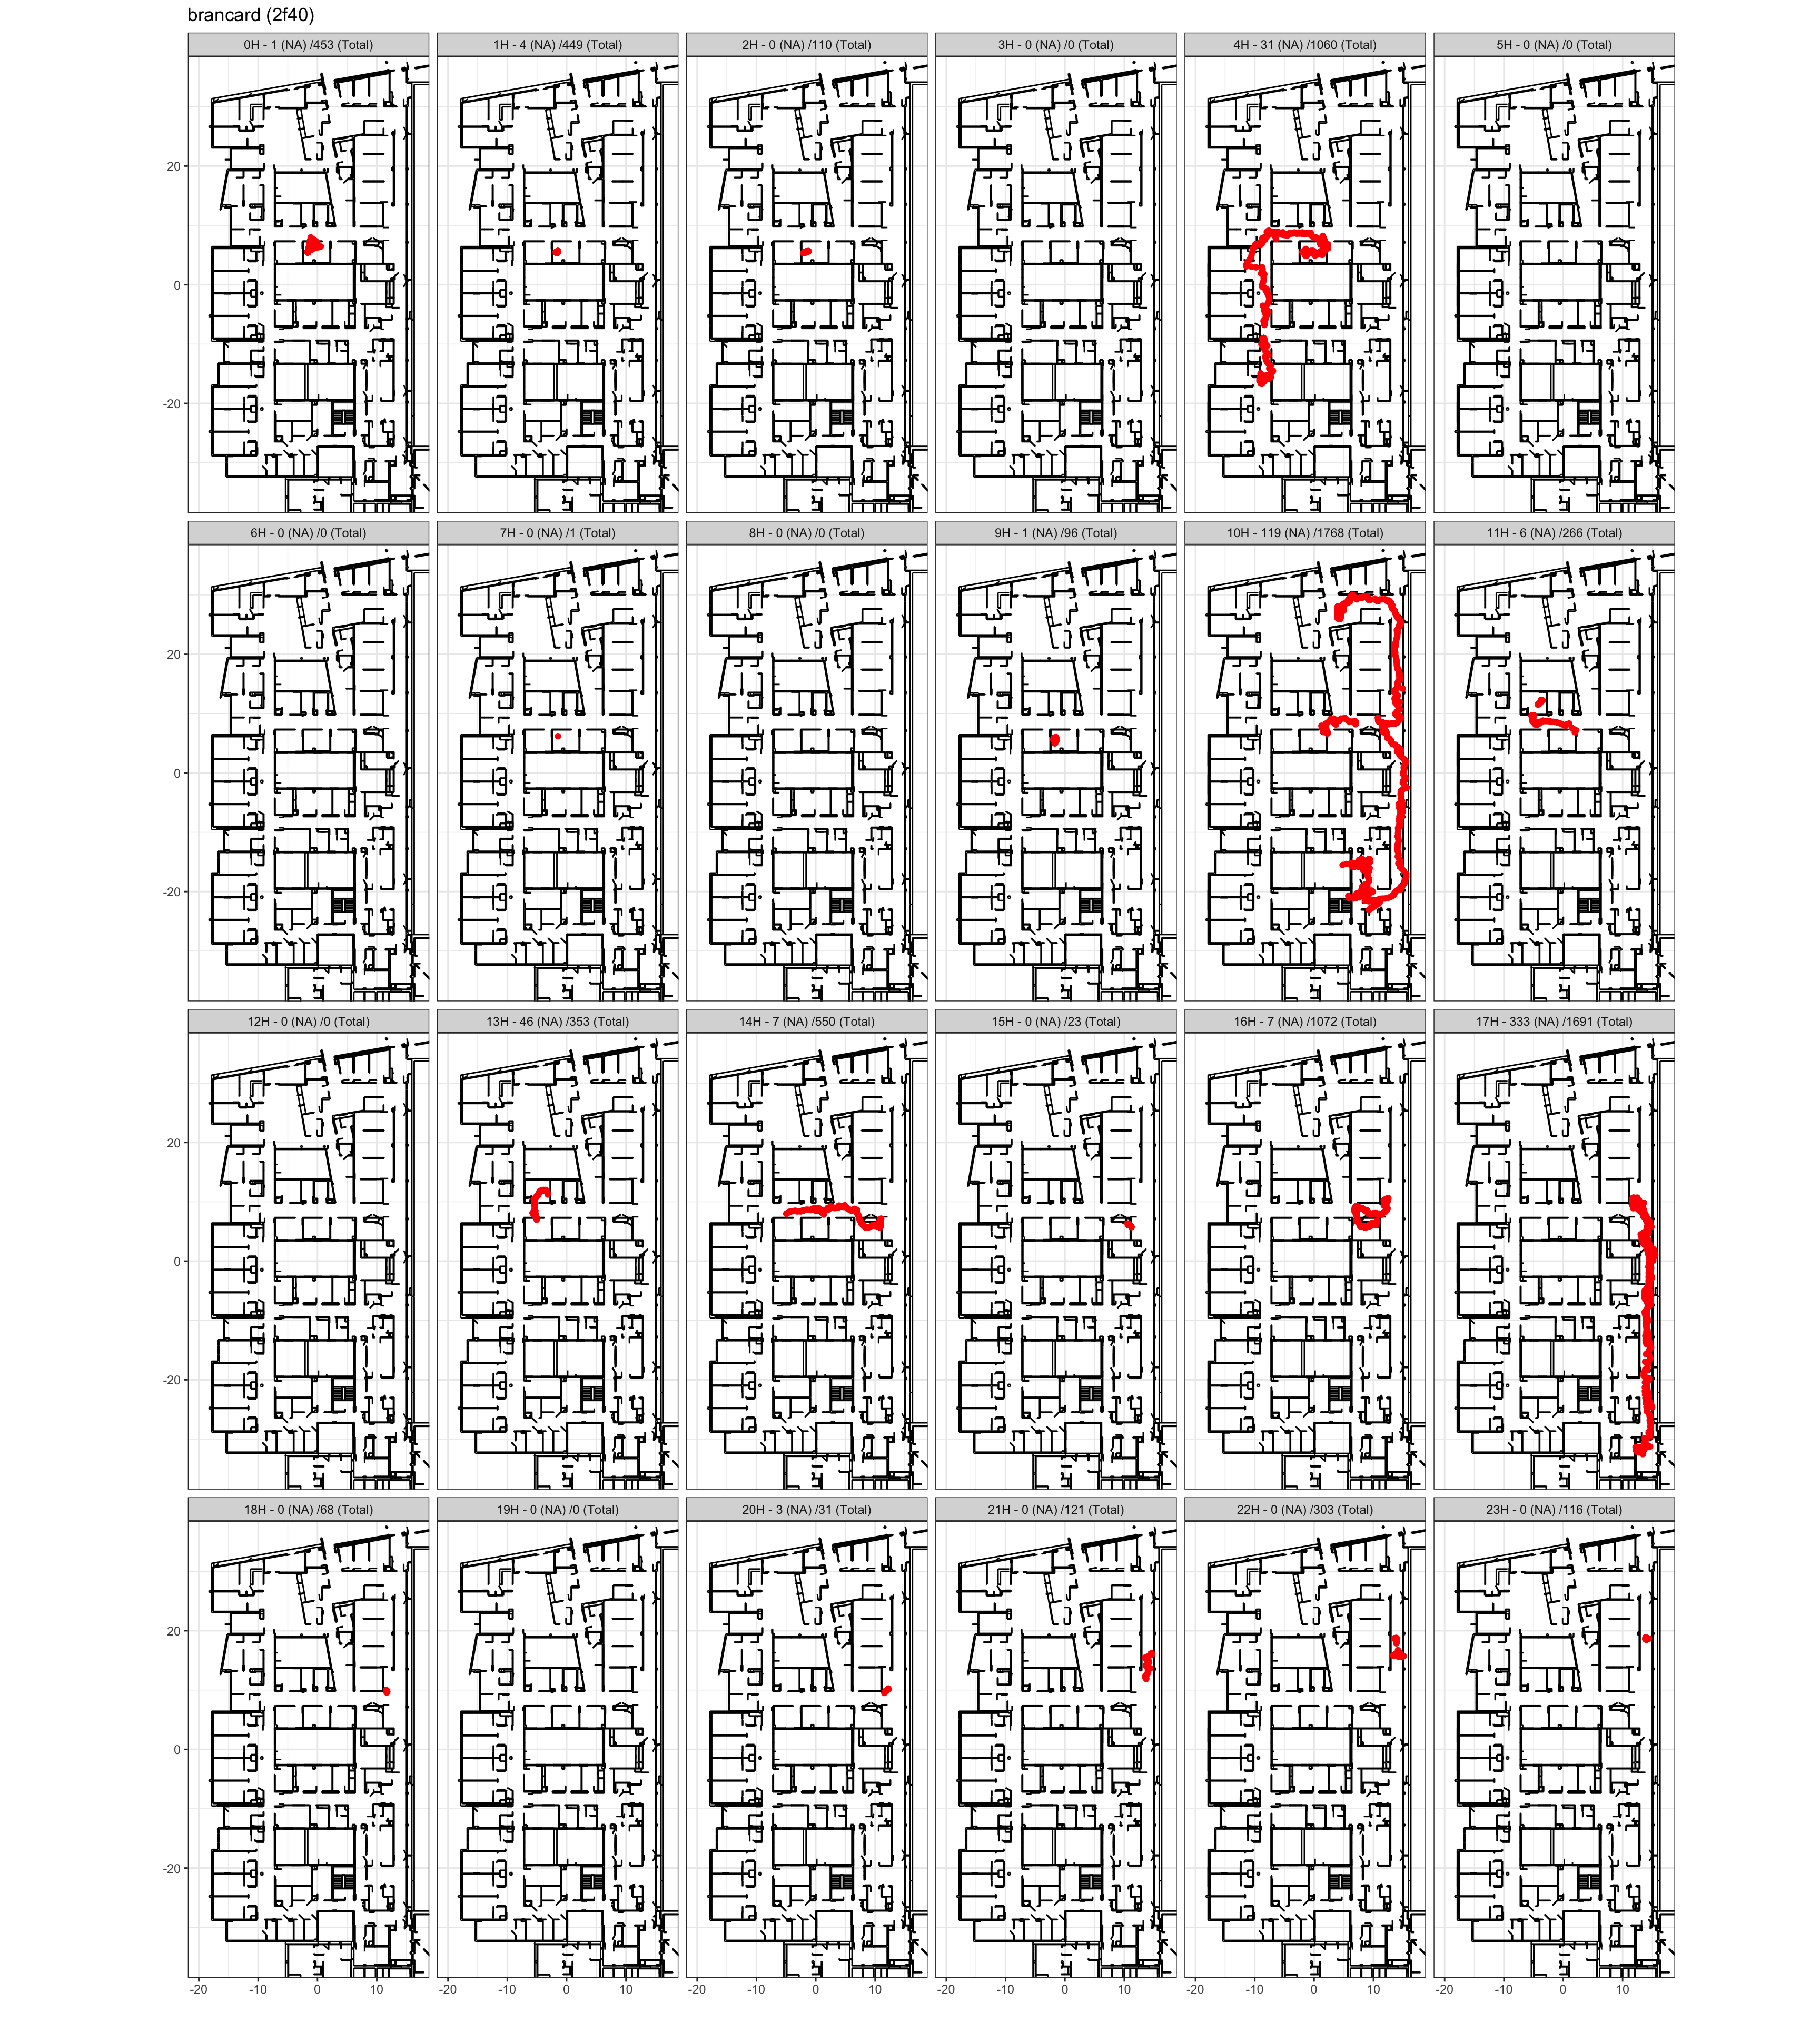 brancard (2f40)
0H - 1 (NA) /453 (Total)
1H - 4 (NA) /449 (Total)
2H - 0 (NA) /110 (Total)
3H - 0 (NA) /0 (Total)
4H - 31 (NA) /1060 (Total)
5H - 0 (NA) /0 (Total)
20
0
-20
6H - 0 (NA) /0 (Total)
7H - 0 (NA) /1 (Total)
8H - 0 (NA) /0 (Total)
9H - 1 (NA) /96 (Total)
10H - 119 (NA) /1768 (Total)
11H - 6 (NA) /266 (Total)
20
0
-20
12H - 0 (NA) /0 (Total)
13H - 46 (NA) /353 (Total)
14H - 7 (NA) /550 (Total)
15H - 0 (NA) /23 (Total)
16H - 7 (NA) /1072 (Total)
17H - 333 (NA) /1691 (Total)
20
0
-20
18H - 0 (NA) /68 (Total)
19H - 0 (NA) /0 (Total)
20H - 3 (NA) /31 (Total)
21H - 0 (NA) /121 (Total)
22H - 0 (NA) /303 (Total)
23H - 0 (NA) /116 (Total)
20
0
-20
-20 -10 0 10
-20 -10 0 10
-20 -10 0 10
-20 -10 0 10
-20 -10 0 10
-20 -10 0 10